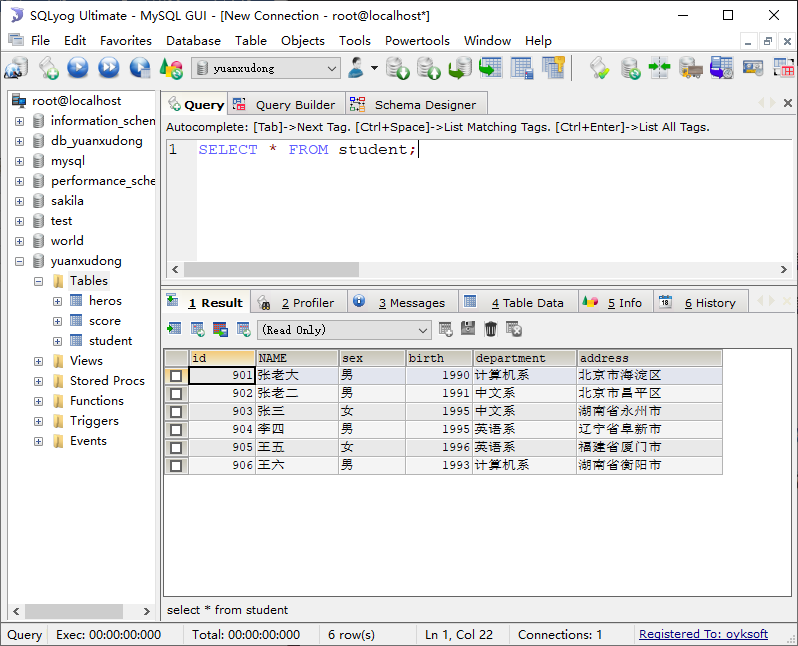 SQLyog Ultimate - MySQL GUI - [New Connection - root@localhost*]
File Edit Favorites Database Table Objects Tools Powertools Window Help
yuanxudong
root@localhost
information_schem
db_yuanxudong
mysql
performance_sche
sakila
test
world
yuanxudong
Tables
heros
score
student
Views
Stored Procs
Functions
Triggers
Events
Query Query Builder Schema Designer
Autocomplete: [Tab]->Next Tag. [Ctrl+Space]->List Matching Tags. [Ctrl+Enter]->List All Tags.
1 SELECT * FROM student;
1 Result 2 Profiler 3 Messages 4 Table Data 5 Info 18 6 History
(Read Only)
id NAME sex birth department address
901 张老大 男 1990 计算机系 北京市海淀区
902 张老二 男 1991 中文系 北京市昌平区
903 张三 女 1995 中文系 湖南省永州市
904 李四 男 1995 英语系 辽宁省阜新市
905 王五 女 1996 英语系 福建省厦门市
906 王六 男 1993 计算机系 湖南省衡阳市
select * from student
Query Exec: 00:00:00:000 Total: 00:00:00:000 6 row(s) Ln 1, Col 22 Connections: 1 Registered To: oyksoft